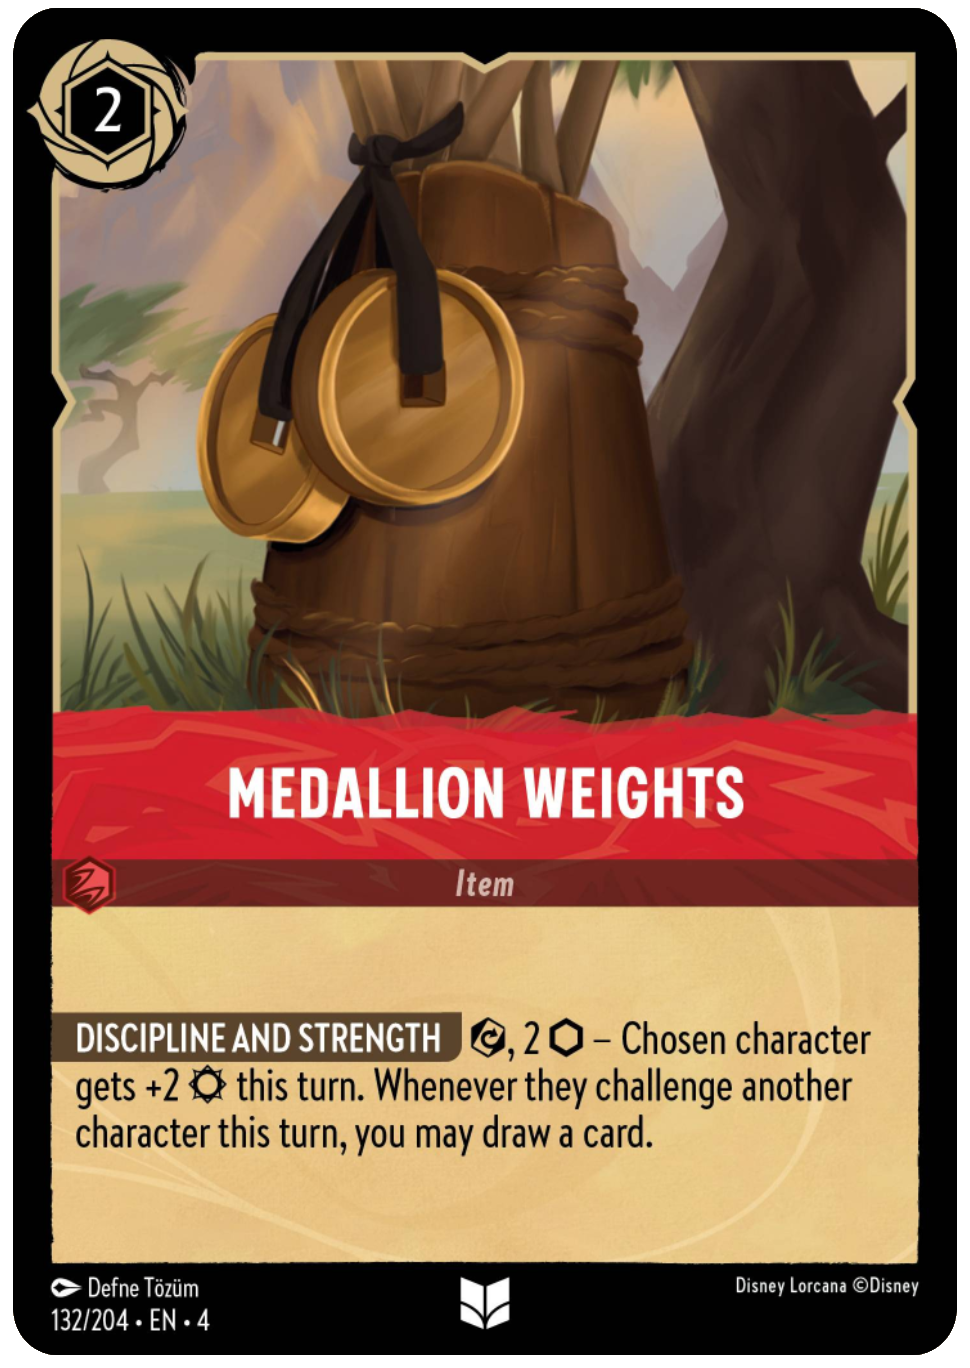 2
MEDALLION WEIGHTS
Item
DISCIPLINE AND STRENGTH , 2 – Chosen character
gets +2 this turn. Whenever they challenge another
character this turn, you may draw a card.
Defne Tözüm
132/204 • EN • 4
Disney Lorcana ©Disney